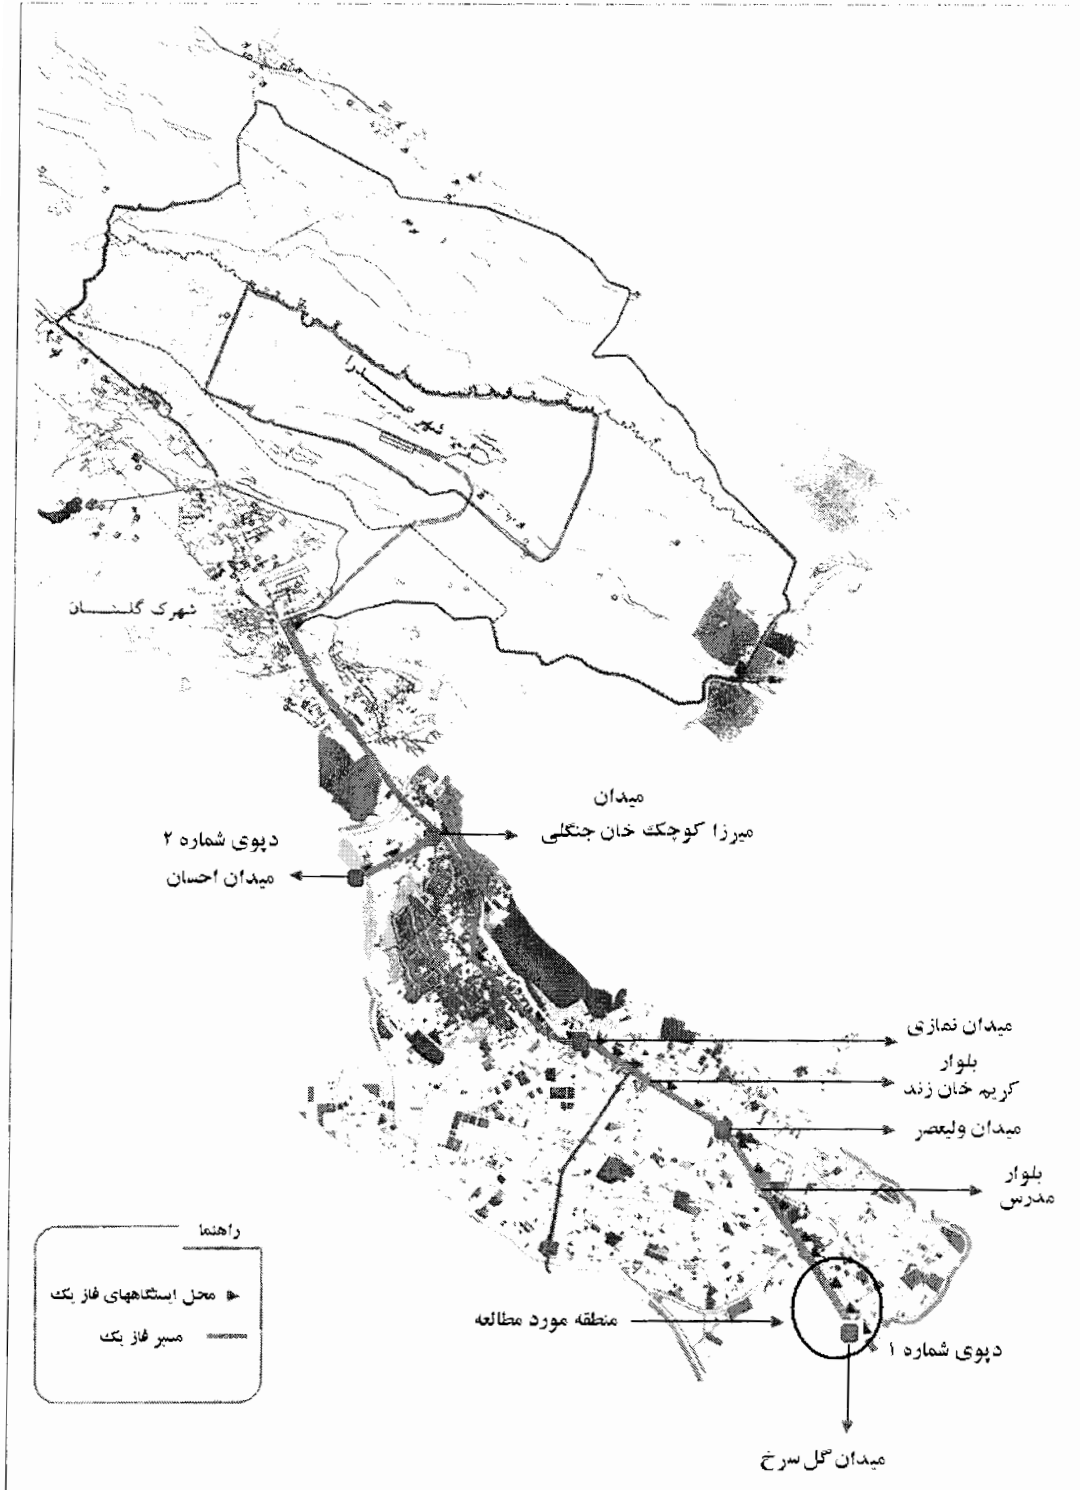 شهر صدرا
شهرک گلستان
میدان
میرزا کوچک خان جنگلی
دپوی شماره ۲
میدان احسان
میدان نمازی
بلوار
کریم خان زند
میدان ولیعصر
بلوار
مدرس
راهنما
محل ایستگاههای فاز یک
مسیر فاز یک
منطقه مورد مطالعه
دپوی شماره ۱
میدان گل سرخ